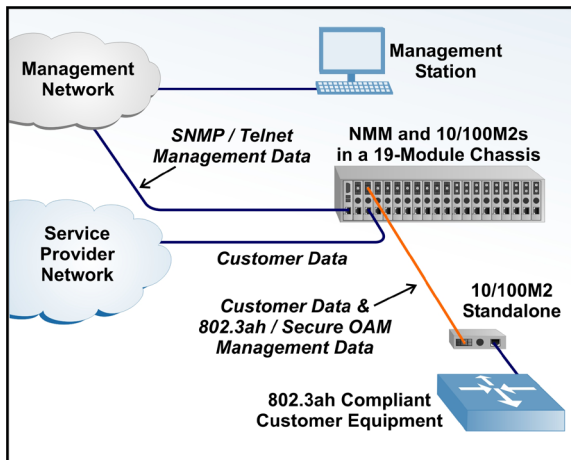 Management
Network
Management
Station
SNMP / Telnet
Management Data
NMM and 10/100M2s
in a 19-Module Chassis
Service
Provider
Network
Customer Data
Customer Data &
802.3ah / Secure OAM
Management Data
10/100M2
Standalone
802.3ah Compliant
Customer Equipment